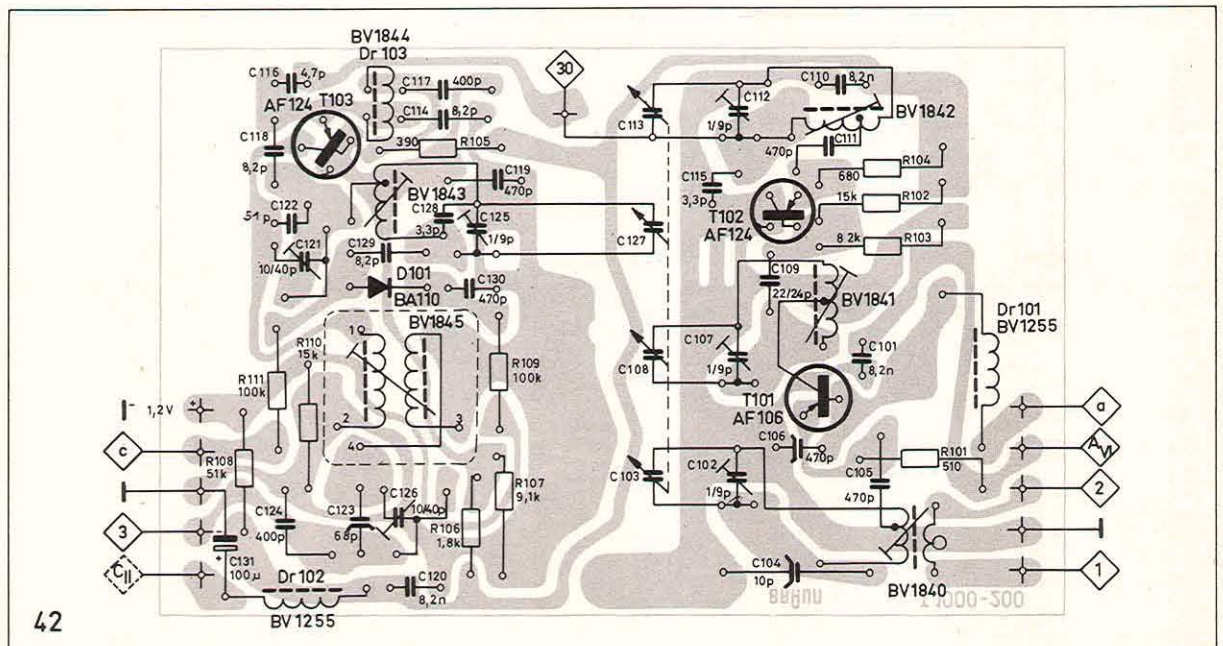 BV1844
Dr 103
C116
4,7p
C117
400p
30
C110
8,2n
AF124
T103
C114
8,2p
C113
C112
1/9p
BV1842
C118
8,2p
390
R105
470p
C111
C119
470p
R104
680
C115
3,3p
BV1843
C128
3,3p
C125
1/9p
15k
R102
C122
51p
T102
AF124
C127
C121
10/40p
C129
8,2p
8 2k
R103
D101
BA110
C130
470p
C109
22/24p
BV1841
Dr101
BV1255
BV1845
1
R110
15k
C107
1/9p
C108
C101
8,2n
R111
100k
R109
100k
T101
AF106
- 1,2V
+
2
3
a
4
C106
470p
c
R108
51k
AVI
C103
C102
1/9p
C105
470p
R101
510
R107
9,1k
2
C124
400p
C123
68p
C126
10/40p
R106
1,8k
3
+
C131
100µ
Dr102
C120
8,2n
C104
10p
CII
BV1255
BV1840
1
BRAUN
T1000-200
42